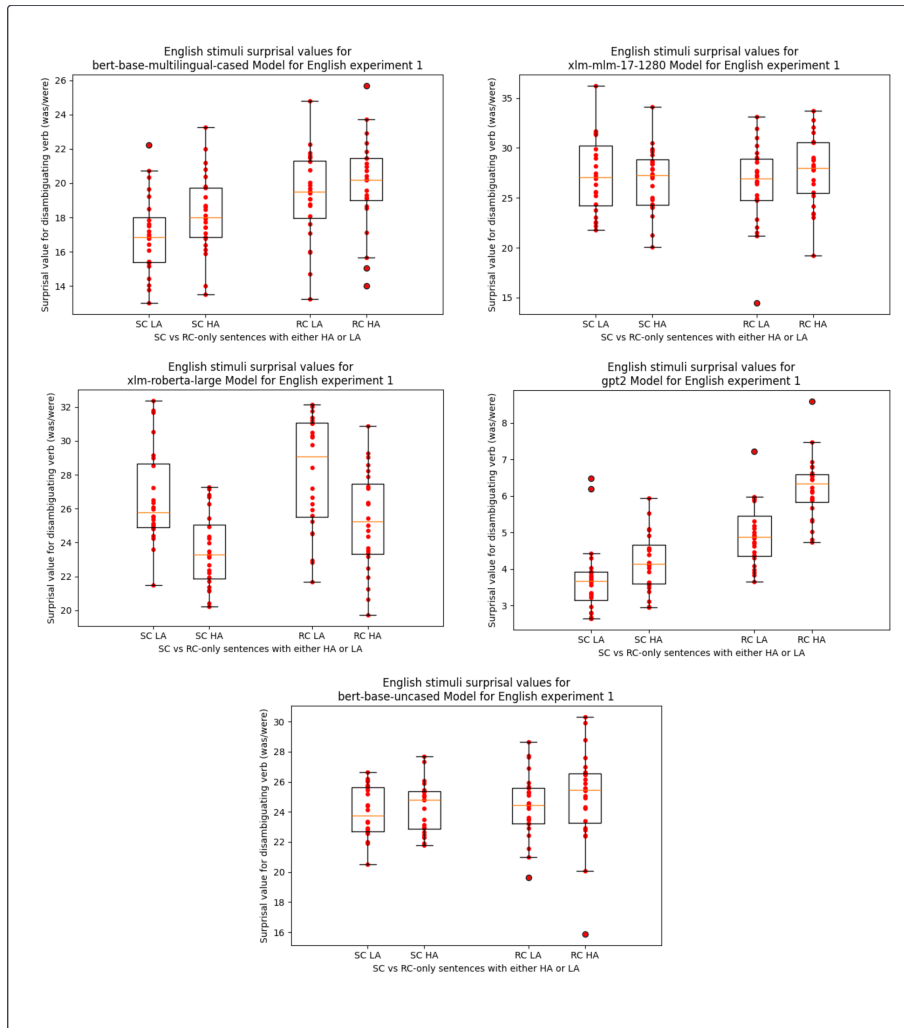 English stimuli surprisal values for
bert-base-multilingual-cased Model for English experiment 1
Surprisal value for disambiguating verb (was/were)
26
24
22
20
18
16
14
SC LA
SC HA
RC LA
RC HA
SC vs RC-only sentences with either HA or LA
English stimuli surprisal values for
xlm-mlm-17-1280 Model for English experiment 1
Surprisal value for disambiguating verb (was/were)
35
30
25
20
15
SC LA
SC HA
RC LA
RC HA
SC vs RC-only sentences with either HA or LA
English stimuli surprisal values for
xlm-roberta-large Model for English experiment 1
Surprisal value for disambiguating verb (was/were)
32
30
28
26
24
22
20
SC LA
SC HA
RC LA
RC HA
SC vs RC-only sentences with either HA or LA
English stimuli surprisal values for
gpt2 Model for English experiment 1
Surprisal value for disambiguating verb (was/were)
8
7
6
5
4
3
SC LA
SC HA
RC LA
RC HA
SC vs RC-only sentences with either HA or LA
English stimuli surprisal values for
bert-base-uncased Model for English experiment 1
Surprisal value for disambiguating verb (was/were)
30
28
26
24
22
20
18
16
SC LA
SC HA
RC LA
RC HA
SC vs RC-only sentences with either HA or LA